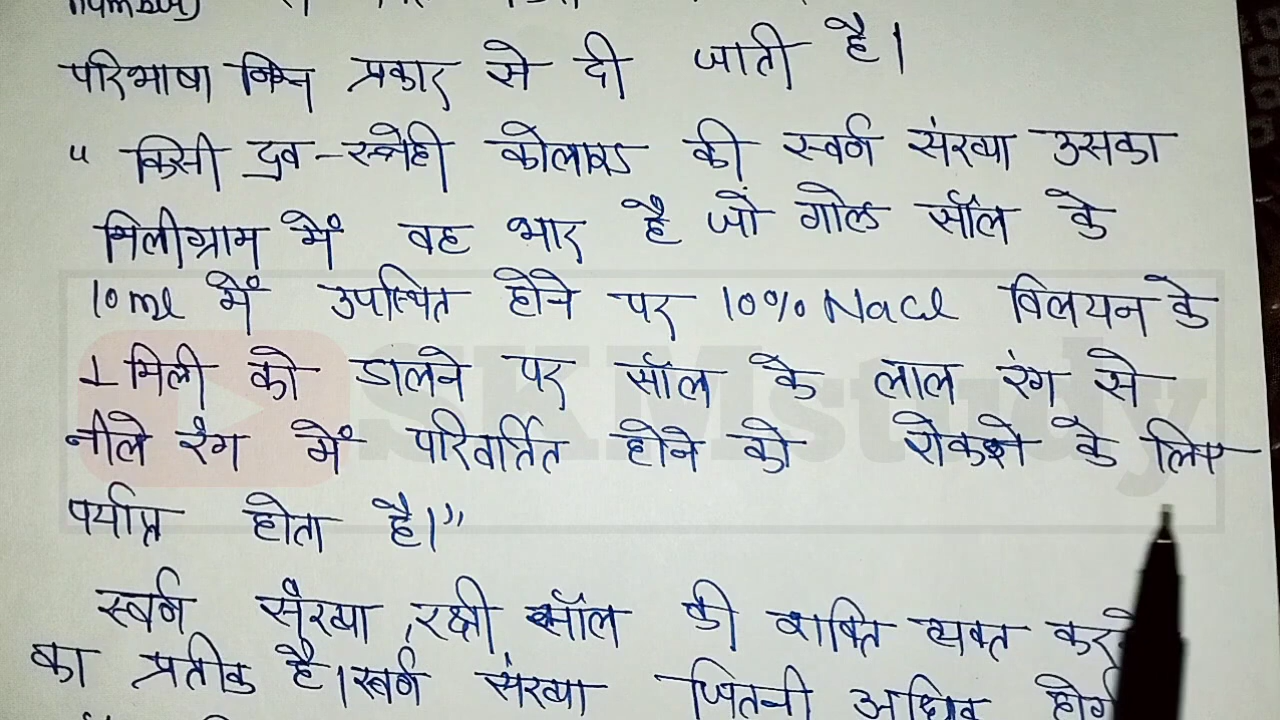 परिभाषा निम्न प्रकार से दी जाती है।
" किसी द्रव-स्नेही कोलाइड की स्वर्ण संख्या उसका
मिलीग्राम में वह भार है जो गोल्ड सॉल के
10ml में उपस्थित होने पर 10% NaCl विलयन के
1 मिली को डालने पर सॉल के लाल रंग से
नीले रंग में परिवर्तित होने को रोकने के लिए
पर्याप्त होता है।"
स्वर्ण संख्या रक्षी सॉल की शक्ति व्यक्त
का प्रतीक है। स्वर्ण संख्या जितनी अधिक
SKMstudy